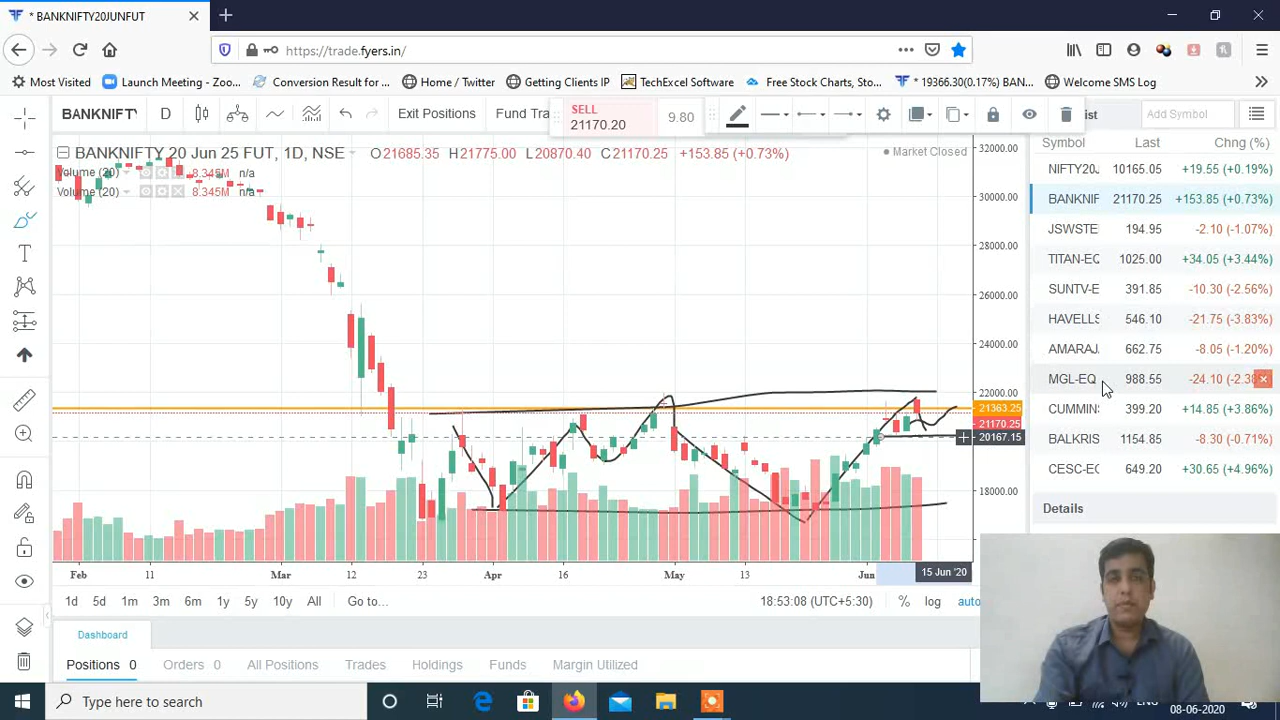 * BANKNIFTY20JUNFUT
https://trade.fyers.in/
Most Visited
Launch Meeting - Zoo...
Conversion Result for ...
Home / Twitter
Getting Clients IP
TechExcel Software
Free Stock Charts, Sto...
* 19366.30(0.17%) BAN...
Welcome SMS Log
BANKNIFT
D
Exit Positions
Fund Tra
SELL
21170.20
9.80
ist
Add Symbol
BANKNIFTY 20 Jun 25 FUT, 1D, NSE
O21685.35 H21775.00 L20870.40 C21170.25 +153.85 (+0.73%)
Market Closed
Volume (20)
8.345M n/a
Volume (20)
8.345M n/a
Symbol Last Chng (%)
NIFTY20J 10165.05 +19.55 (+0.19%)
BANKNIF 21170.25 +153.85 (+0.73%)
JSWSTE 194.95 -2.10 (-1.07%)
TITAN-EQ 1025.00 +34.05 (+3.44%)
SUNTV-E 391.85 -10.30 (-2.56%)
HAVELLS 546.10 -21.75 (-3.83%)
AMARAJ 662.75 -8.05 (-1.20%)
MGL-EQ 988.55 -24.10 (-2.38
CUMMIN 399.20 +14.85 (+3.86%)
BALKRIS 1154.85 -8.30 (-0.71%)
CESC-EQ 649.20 +30.65 (+4.96%)
Details
32000.00
30000.00
28000.00
26000.00
24000.00
22000.00
21363.25
21170.25
20167.15
18000.00
Feb 11 Mar 12 23 Apr 16 May 13 Jun 15 Jun '20
1d 5d 1m 3m 6m 1y 5y 10y All Go to...
18:53:08 (UTC+5:30) % log auto
Dashboard
Positions 0
Orders 0
All Positions
Trades
Holdings
Funds
Margin Utilized
Type here to search
08-06-2020